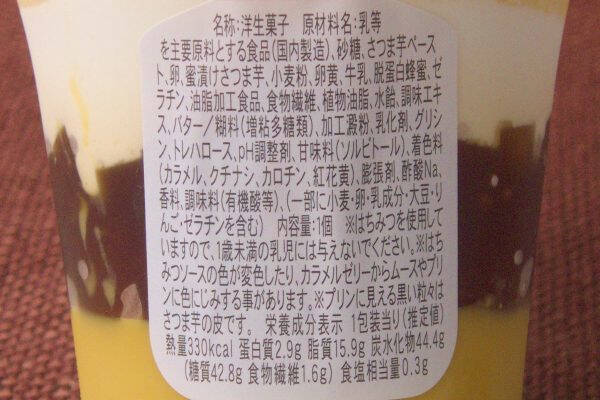 名称:洋生菓子 原材料名:乳等
を主要原料とする食品(国内製造)、砂糖、さつま芋ペース
ト、卵、蜜漬けさつま芋、小麦粉、卵黄、牛乳、脱蛋白蜂蜜、ゼ
ラチン、油脂加工食品、食物繊維、植物油脂、水飴、調味エキ
ス、バター/糊料(増粘多糖類)、加工澱粉、乳化剤、グリシ
ン、トレハロース、pH調整剤、甘味料(ソルビトール)、着色料
(カラメル、クチナシ、カロチン、紅花黄)、膨張剤、酢酸Na、
香料、調味料(有機酸等)、(一部に小麦・卵・乳成分・大豆・り
んご・ゼラチンを含む) 内容量:1個 ※はちみつを使用して
いますので、1歳未満の乳児には与えないでください。※はち
みつソースの色が変色したり、カラメルゼリーからムースやプリ
ンに色にじみする事があります。※プリンに見える黒い粒々は
さつま芋の皮です。 栄養成分表示 1包装当り(推定値)
熱量330kcal 蛋白質2.9g 脂質15.9g 炭水化物44.4g
(糖質42.8g 食物繊維1.6g) 食塩相当量0.3g